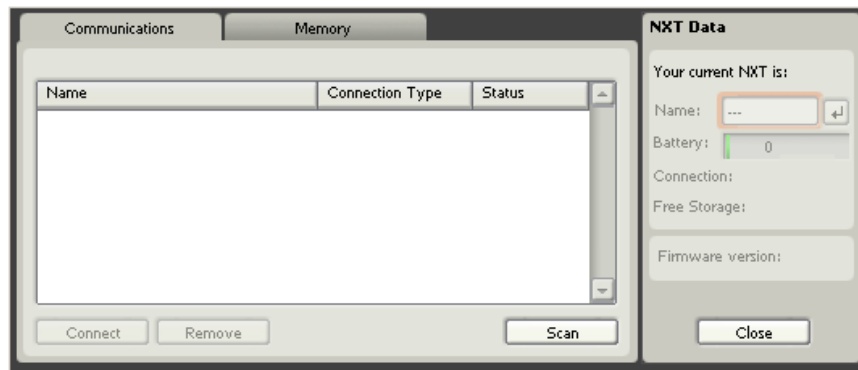 Communications
Memory
Name
Connection Type
Status
Connect
Remove
Scan
NXT Data
Your current NXT is:
Name: ---
Battery: 0
Connection:
Free Storage:
Firmware version:
Close